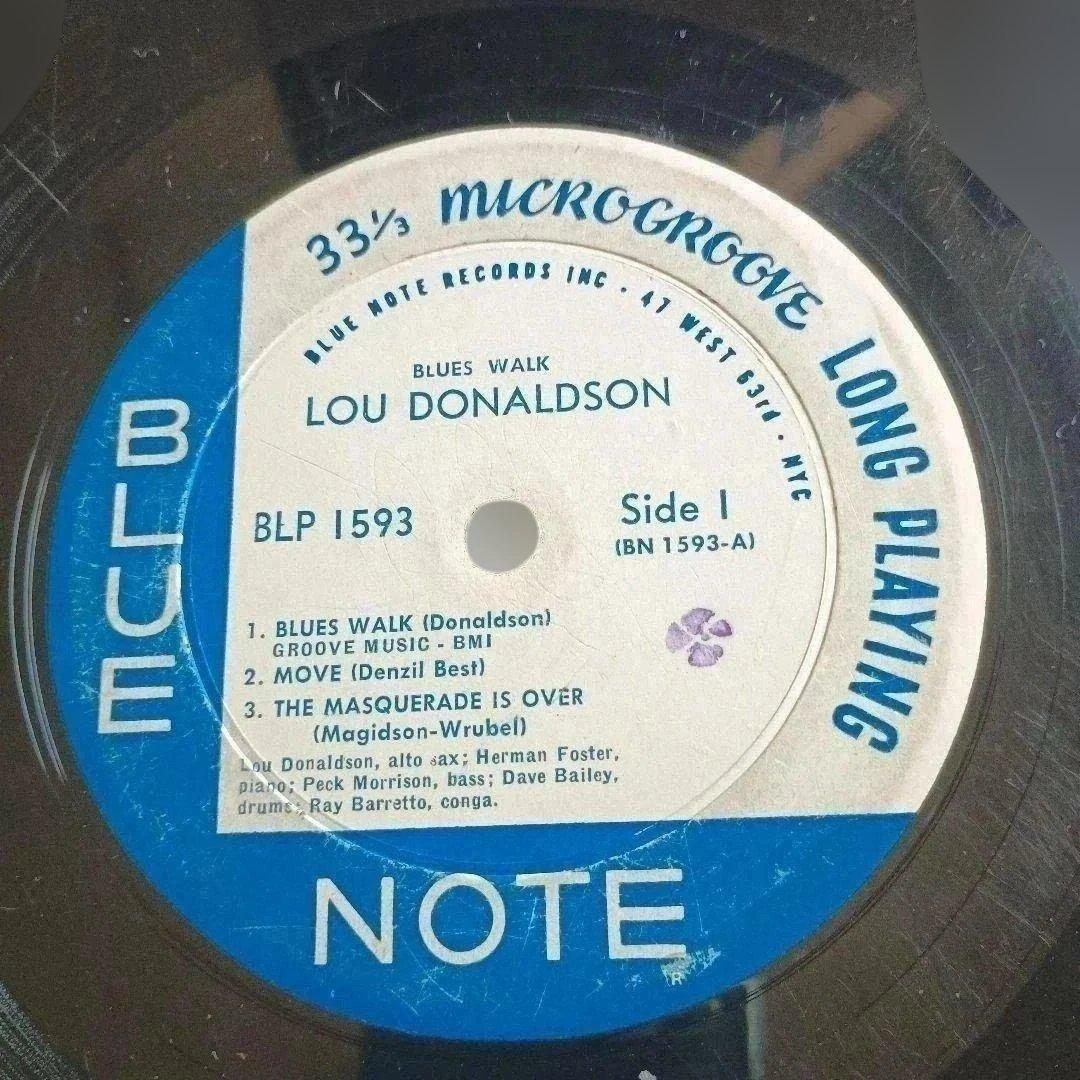 33⅓ MICROGROOVE LONG PLAYING
BLUE NOTE RECORDS INC · 47 WEST 63rd · NYC
BLUES WALK
LOU DONALDSON
BLP 1593
Side 1
(BN 1593-A)
1. BLUES WALK (Donaldson)
GROOVE MUSIC - BMI
2. MOVE (Denzil Best)
3. THE MASQUERADE IS OVER
(Magidson-Wrubel)
Lou Donaldson, alto sax; Herman Foster,
piano; Peck Morrison, bass; Dave Bailey,
drums; Ray Barretto, conga.
BLUE
NOTE
R